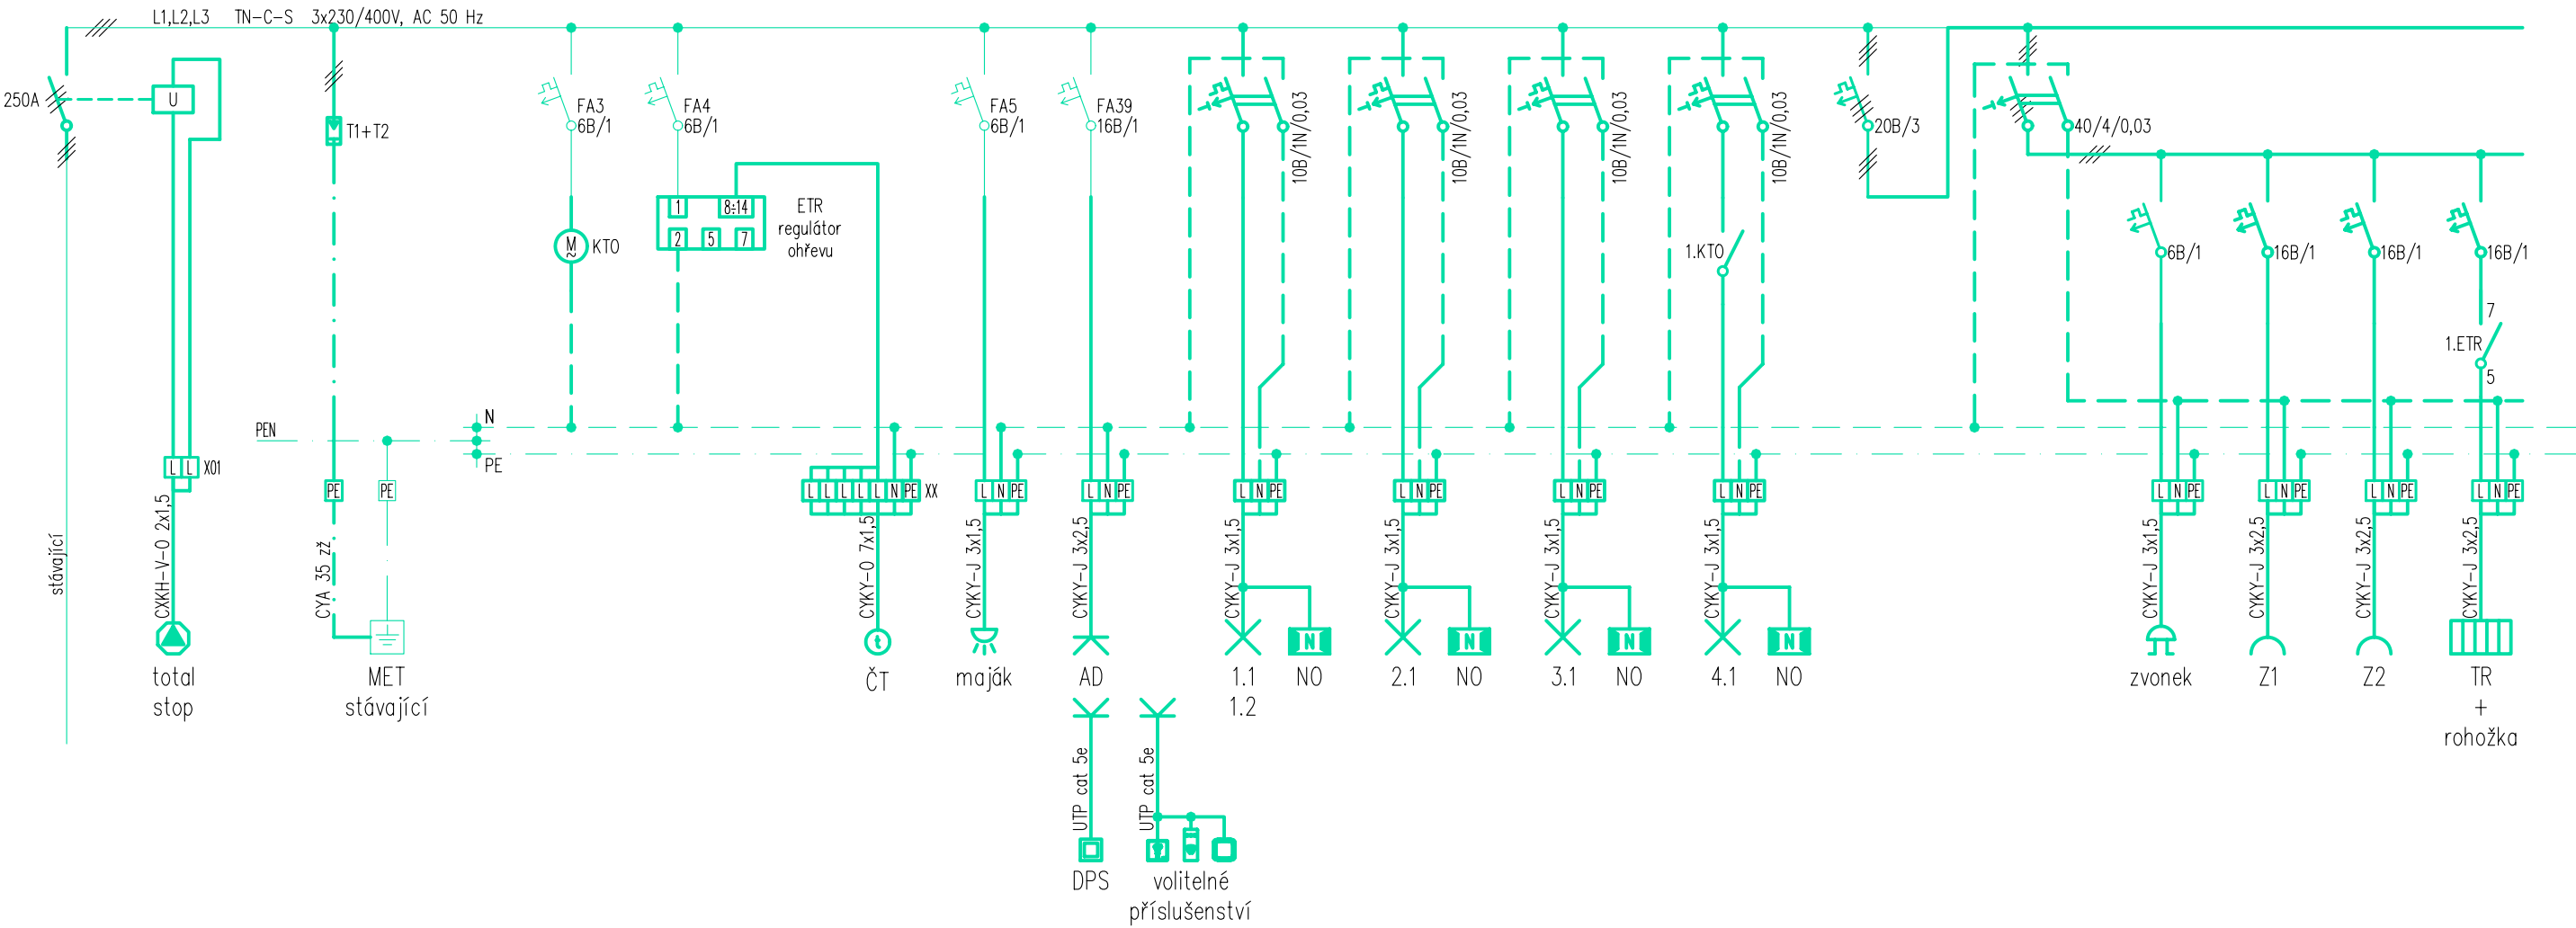 L1,L2,L3 TN-C-S 3x230/400V, AC 50 Hz
250A
U
T1+T2
FA3
6B/1
FA4
6B/1
FA5
6B/1
FA39
16B/1
10B/1N/0,03
10B/1N/0,03
10B/1N/0,03
10B/1N/0,03
20B/3
40/4/0,03
1
8÷14
2
5
7
ETR
regulátor
ohřevu
M
~
KTO
1.KTO
6B/1
16B/1
16B/1
16B/1
7
1.ETR
5
N
PEN
PE
L L X01
PE
PE
L L L L L N PE XX
L N PE
L N PE
L N PE
L N PE
L N PE
L N PE
L N PE
L N PE
L N PE
L N PE
stávající
CXKH-V-O 2x1,5
CYA 35 zž
CYKY-O 7x1,5
CYKY-J 3x1,5
CYKY-J 3x2,5
CYKY-J 3x1,5
CYKY-J 3x1,5
CYKY-J 3x1,5
CYKY-J 3x1,5
CYKY-J 3x1,5
CYKY-J 3x2,5
CYKY-J 3x2,5
CYKY-J 3x2,5
t
N
N
N
N
total
stop
MET
stávající
ČT
maják
AD
1.1
1.2
NO
2.1
NO
3.1
NO
4.1
NO
zvonek
Z1
Z2
TR
+
rohožka
UTP cat 5e
UTP cat 5e
DPS
volitelné
příslušenství